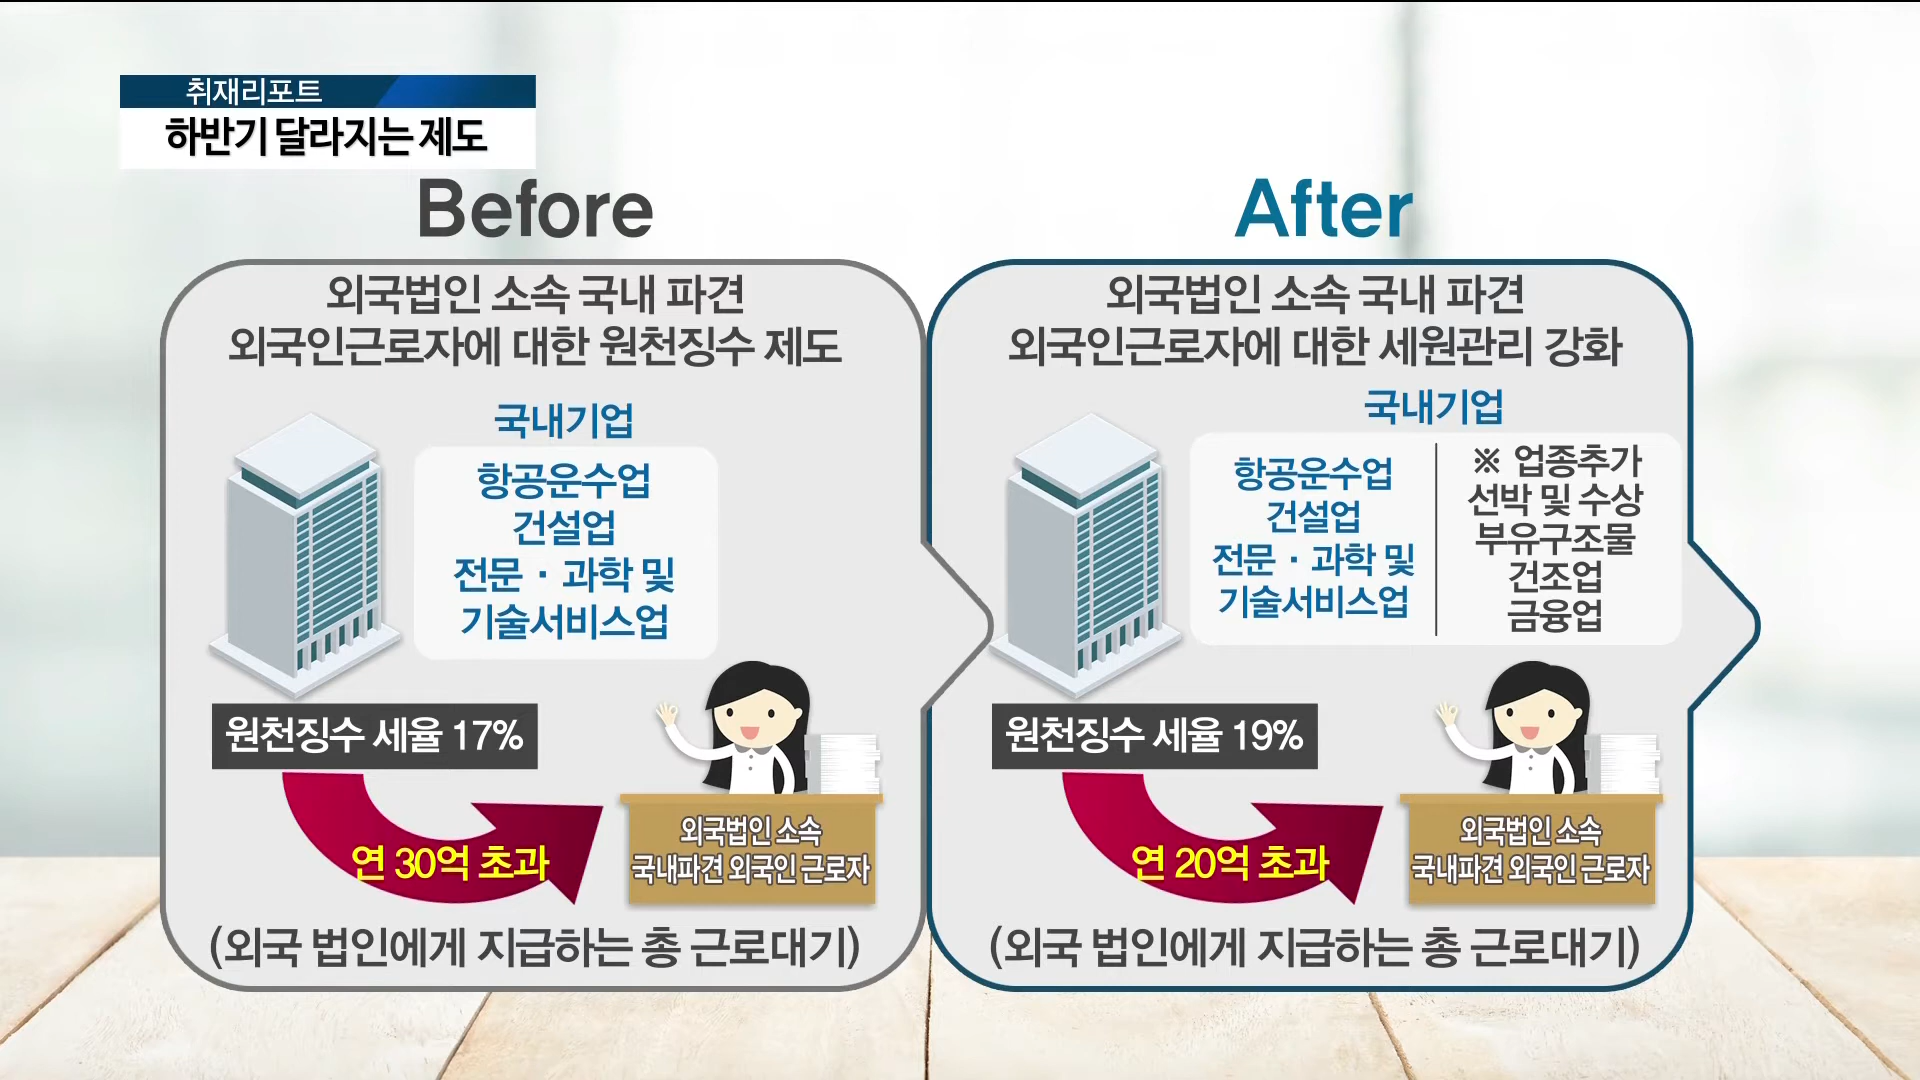 취재리포트
하반기 달라지는 제도
Before
외국법인 소속 국내 파견
외국인근로자에 대한 원천징수 제도
국내기업
항공운수업
건설업
전문 · 과학 및
기술서비스업
원천징수 세율 17%
연 30억 초과
외국법인 소속
국내파견 외국인 근로자
(외국 법인에게 지급하는 총 근로대기)
After
외국법인 소속 국내 파견
외국인근로자에 대한 세원관리 강화
국내기업
항공운수업
건설업
전문 · 과학 및
기술서비스업
※ 업종추가
선박 및 수상
부유구조물
건조업
금융업
원천징수 세율 19%
연 20억 초과
외국법인 소속
국내파견 외국인 근로자
(외국 법인에게 지급하는 총 근로대기)